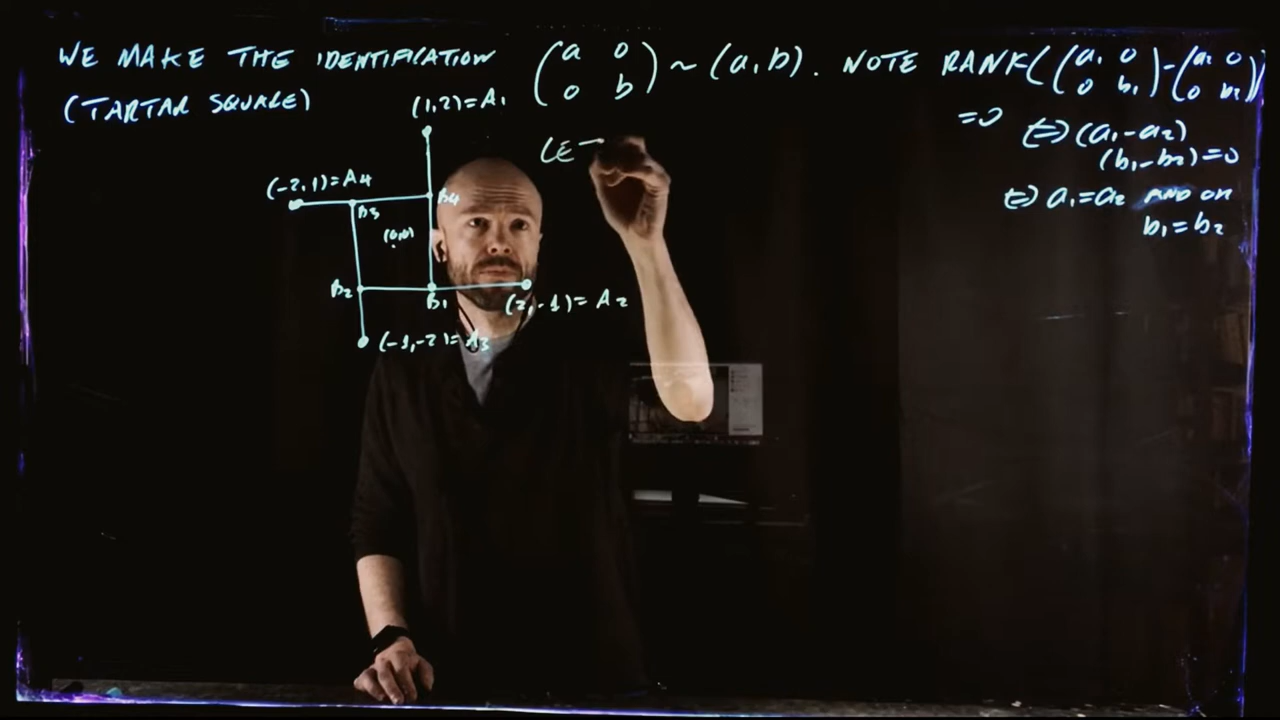 WE MAKE THE IDENTIFICATION (a 0 ~ (a, b). NOTE RANK((a₁ 0 - (a₂ 0
0 b) 0 b₁) 0 b₂))
(TARTAR SQUARE)
=0 ⟺ (a₁-a₂)
(b₁-b₂)=0
⟺ a₁=a₂ AND OR
b₁=b₂
(1,2)=A₁
LET
(-2,1)=A₄
B₃ B₄
(0,0)
B₂ B₁
(2,-1)=A₂
(-1,-2)=A₃